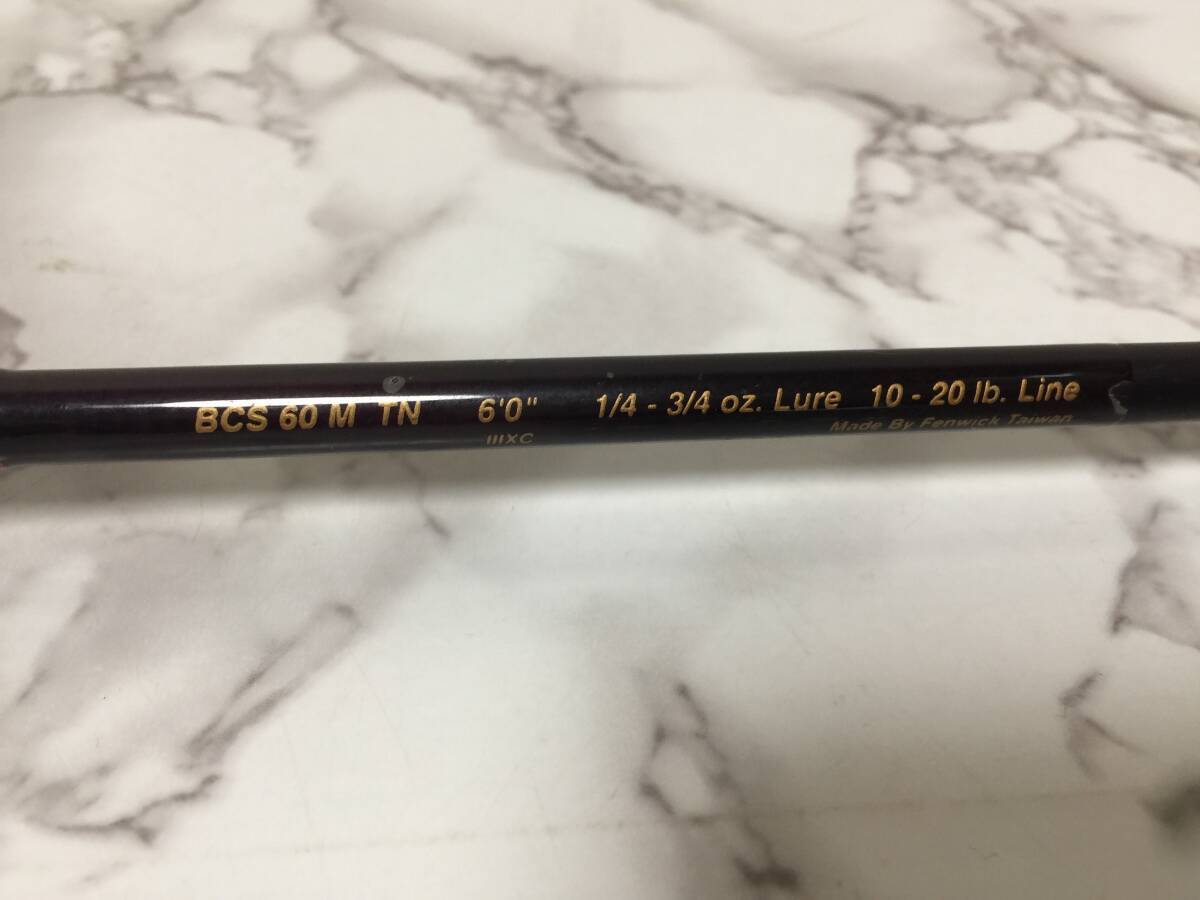 BCS 60 M TN 6'0" 1/4 - 3/4 oz. Lure 10 - 20 lb. Line
IIIXC Made By Fenwick Taiwan